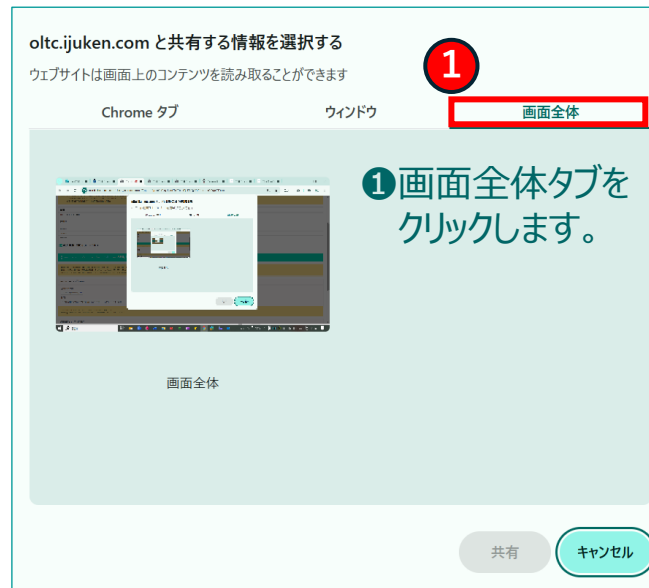 oltc.ijuken.com と共有する情報を選択する
ウェブサイトは画面上のコンテンツを読み取ることができます
1
Chrome タブ ウィンドウ 画面全体
❶画面全体タブを
クリックします。
画面全体
共有 キャンセル